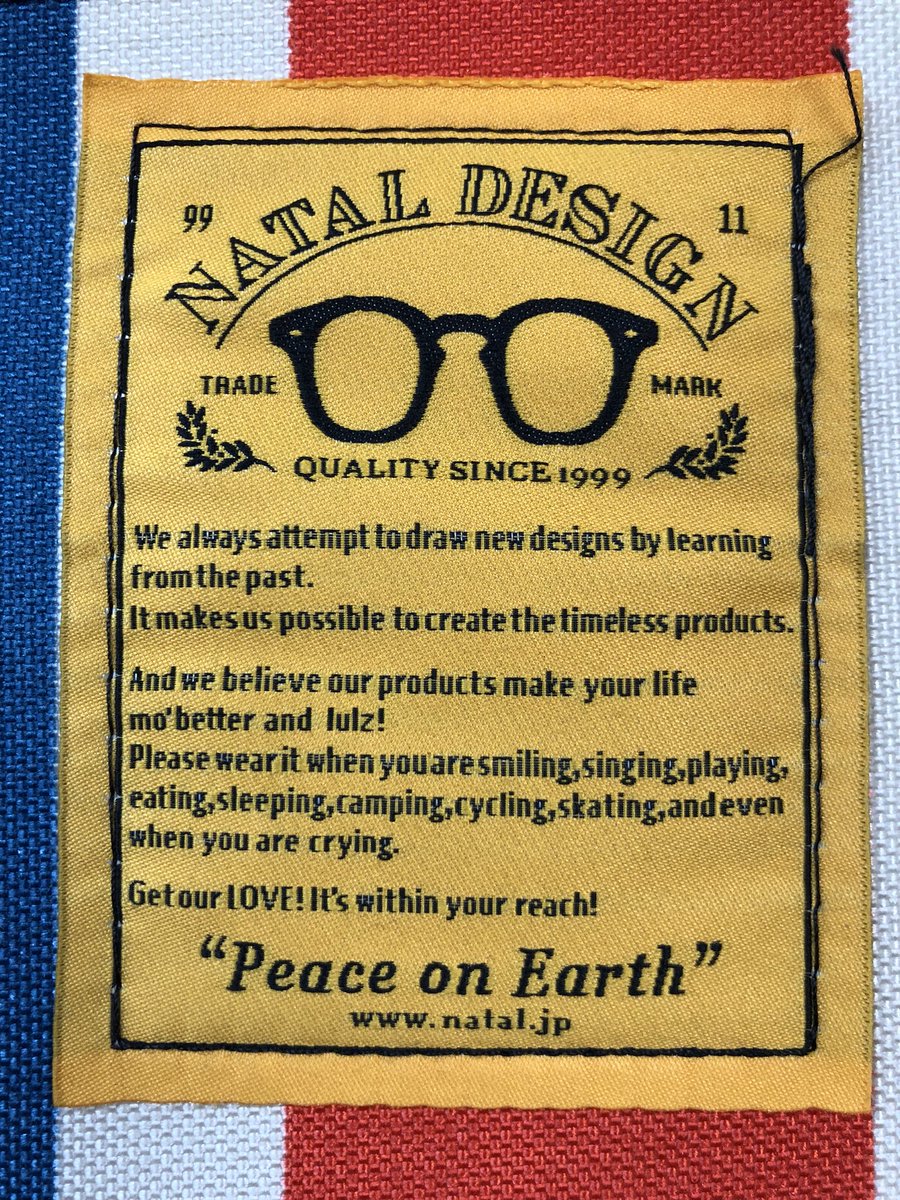 NATAL DESIGN
99 11
TRADE MARK
QUALITY SINCE 1999
We always attempt to draw new designs by learning
from the past.
It makes us possible to create the timeless products.
And we believe our products make your life
mo'better and lulz!
Please wear it when you are smiling,singing,playing,
eating,sleeping,camping,cycling,skating,and even
when you are crying.
Get our LOVE! It's within your reach!
“Peace on Earth”
www.natal.jp